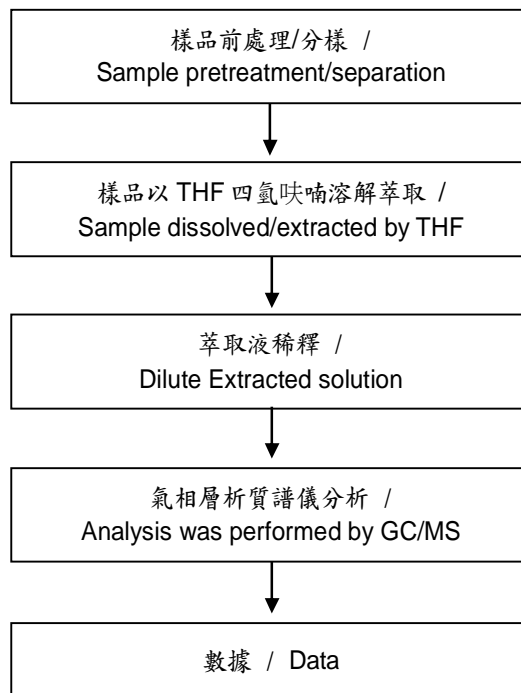 樣品前處理/分樣 /
Sample pretreatment/separation
樣品以 THF 四氫呋喃溶解萃取 /
Sample dissolved/extracted by THF
萃取液稀釋 /
Dilute Extracted solution
氣相層析質譜儀分析 /
Analysis was performed by GC/MS
數據 / Data